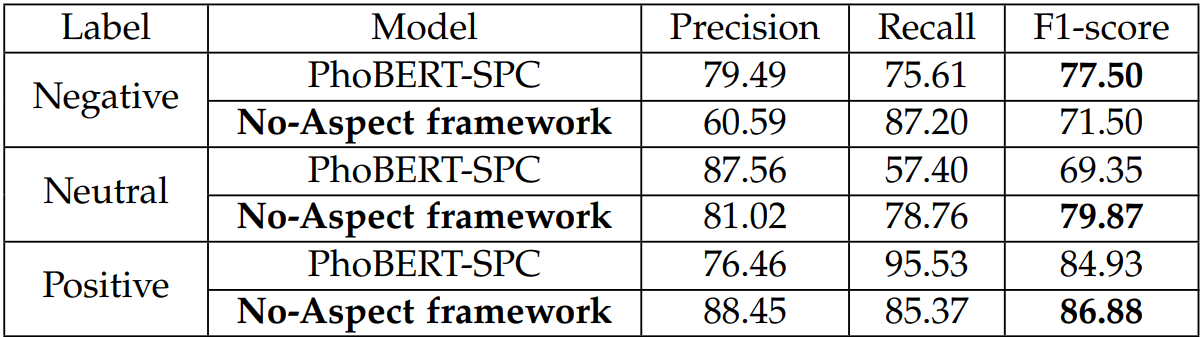 Label Model Precision Recall F1-score
Negative PhoBERT-SPC 79.49 75.61 77.50
No-Aspect framework 60.59 87.20 71.50
Neutral PhoBERT-SPC 87.56 57.40 69.35
No-Aspect framework 81.02 78.76 79.87
Positive PhoBERT-SPC 76.46 95.53 84.93
No-Aspect framework 88.45 85.37 86.88